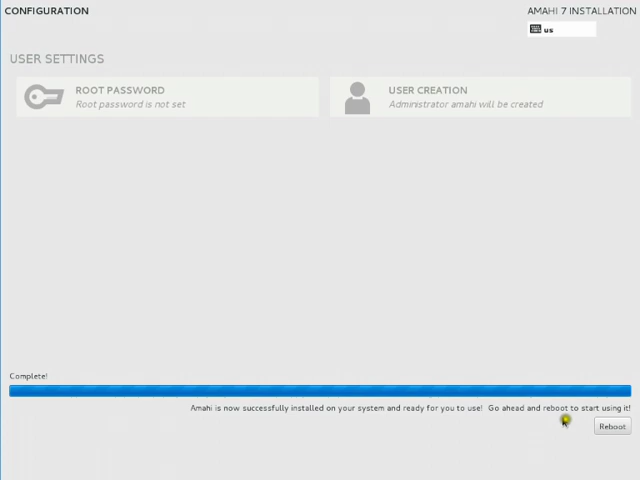 CONFIGURATION
AMAHI 7 INSTALLATION
us
USER SETTINGS
ROOT PASSWORD
Root password is not set
USER CREATION
Administrator amahi will be created
Complete!
Amahi is now successfully installed on your system and ready for you to use! Go ahead and reboot to start using it!
Reboot